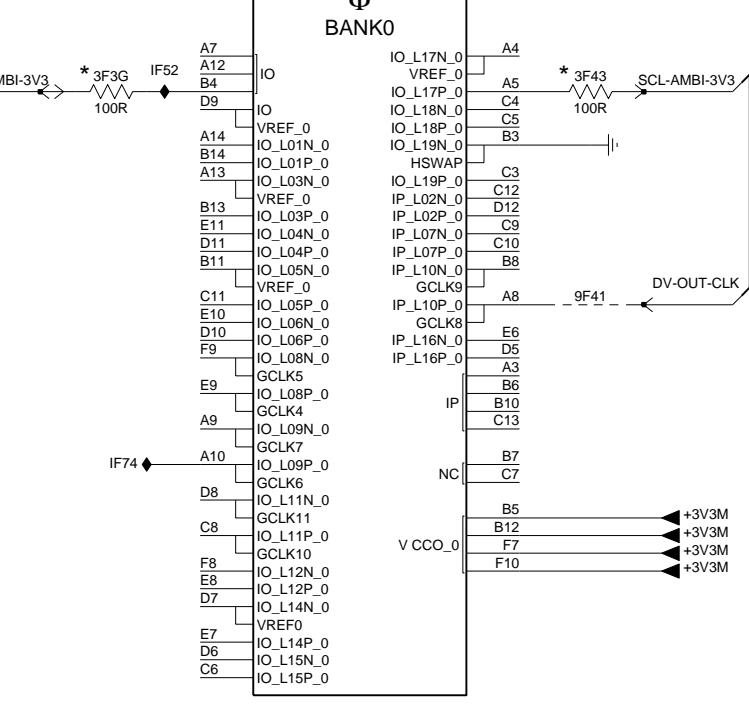 Φ
BANK0
A7
A12
IO
B4
D9 IO
VREF_0
A14 IO_L01N_0
B14 IO_L01P_0
A13 IO_L03N_0
VREF_0
B13 IO_L03P_0
E11 IO_L04N_0
D11 IO_L04P_0
B11 IO_L05N_0
VREF_0
C11 IO_L05P_0
E10 IO_L06N_0
D10 IO_L06P_0
F9 IO_L08N_0
GCLK5
E9 IO_L08P_0
GCLK4
A9 IO_L09N_0
GCLK7
IF74 A10 IO_L09P_0
GCLK6
D8 IO_L11N_0
GCLK11
C8 IO_L11P_0
GCLK10
F8 IO_L12N_0
E8 IO_L12P_0
D7 IO_L14N_0
VREF0
E7 IO_L14P_0
D6 IO_L15N_0
C6 IO_L15P_0
MBI-3V3 * 3F3G IF52
100R
IO_L17N_0 A4
VREF_0
IO_L17P_0 A5 * 3F43 SCL-AMBI-3V3
100R
IO_L18N_0 C4
IO_L18P_0 C5
IO_L19N_0 B3
HSWAP
IO_L19P_0 C3
IP_L02N_0 C12
IP_L02P_0 D12
IP_L07N_0 C9
IP_L07P_0 C10
IP_L10N_0 B8
GCLK9
IP_L10P_0 A8 9F41 DV-OUT-CLK
GCLK8
IP_L16N_0 E6
IP_L16P_0 D5
A3
B6
IP B10
C13
B7
NC C7
B5 +3V3M
B12 +3V3M
V CCO_0 F7 +3V3M
F10 +3V3M